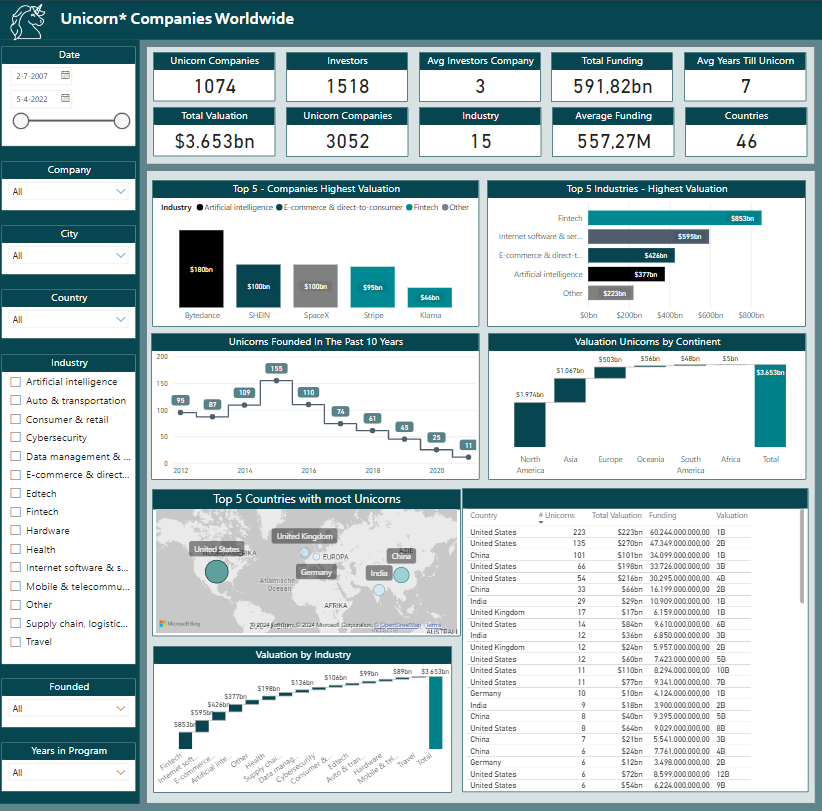 Unicorn* Companies Worldwide
Date
2-7-2007
5-4-2022
Company
All
City
All
Country
All
Industry
Artificial intelligence
Auto & transportation
Consumer & retail
Cybersecurity
Data management & ...
E-commerce & direct...
Edtech
Fintech
Hardware
Health
Internet software & s...
Mobile & telecommu...
Other
Supply chain, logistic...
Travel
Founded
All
Years in Program
All
Unicorn Companies
1074
Investors
1518
Avg Investors Company
3
Total Funding
591,82bn
Avg Years Till Unicorn
7
Total Valuation
$3.653bn
Unicorn Companies
3052
Industry
15
Average Funding
557,27M
Countries
46
Top 5 - Companies Highest Valuation
Industry Artificial intelligence E-commerce & direct-to-consumer Fintech Other
$180bn
$100bn
$100bn
$95bn
$46bn
Bytedance SHEIN SpaceX Stripe Klarna
Top 5 Industries - Highest Valuation
Fintech $853bn
Internet software & ser... $595bn
E-commerce & direct-t... $426bn
Artificial intelligence $377bn
Other $223bn
$0bn $200bn $400bn $600bn $800bn
Unicorns Founded In The Past 10 Years
200
150
100
50
0
95 87 109 155 110 74 61 45 25 11
2012 2014 2016 2018 2020
Valuation Unicorns by Continent
$1.974bn $1.067bn $503bn $56bn $48bn $5bn $3.653bn
North America Asia Europe Oceania South America Africa Total
Top 5 Countries with most Unicorns
United States
United Kingdom
EUROPA
Germany
China
India
Atlantische
Oceaan
AFRIKA
Microsoft Bing
© 2024 TomTom, © 2024 Microsoft Corporation, © OpenStreetMap Terms
Country # Unicorns Total Valuation Funding Valuation
United States 223 $223bn 60.244.000.000,00 1B
United States 135 $270bn 47.349.000.000,00 2B
China 101 $101bn 34.099.000.000,00 1B
United States 66 $198bn 33.726.000.000,00 3B
United States 54 $216bn 30.295.000.000,00 4B
China 33 $66bn 16.199.000.000,00 2B
India 29 $29bn 10.909.000.000,00 1B
United Kingdom 17 $17bn 6.159.000.000,00 1B
United States 14 $84bn 9.610.000.000,00 6B
India 12 $36bn 6.850.000.000,00 3B
United Kingdom 12 $24bn 5.957.000.000,00 2B
United States 12 $60bn 7.423.000.000,00 5B
United States 11 $110bn 8.294.000.000,00 10B
United States 11 $77bn 9.341.000.000,00 7B
Germany 10 $10bn 4.124.000.000,00 1B
India 9 $18bn 3.900.000.000,00 2B
China 8 $40bn 9.395.000.000,00 5B
United States 8 $64bn 9.029.000.000,00 8B
China 7 $21bn 5.541.000.000,00 3B
China 6 $24bn 7.761.000.000,00 4B
Germany 6 $12bn 3.498.000.000,00 2B
United States 6 $72bn 8.599.000.000,00 12B
United States 6 $54bn 6.224.000.000,00 9B
Valuation by Industry
$853bn $595bn $426bn $377bn $198bn $136bn $106bn $99bn $89bn $3.653bn
Fintech Internet soft... E-commerce... Artificial inte... Other Health Supply chai... Data manag... Cybersecurity Consumer &... Edtech Auto & tran... Hardware Mobile & tel... Travel Total